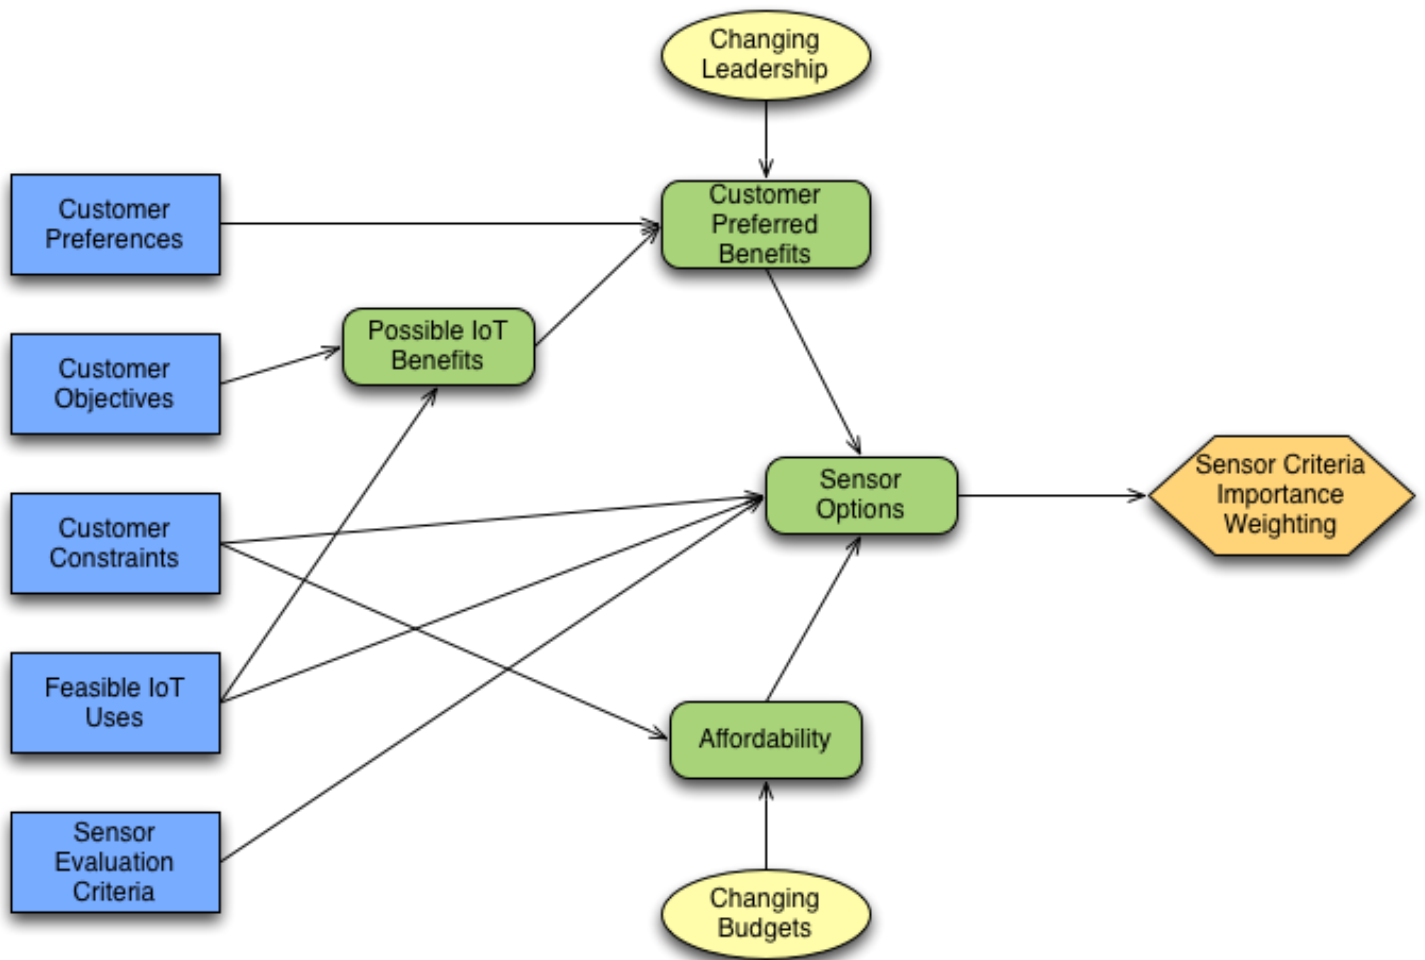 Changing
Leadership
Customer
Preferences
Customer
Preferred
Benefits
Possible IoT
Benefits
Customer
Objectives
Sensor
Options
Sensor Criteria
Importance
Weighting
Customer
Constraints
Feasible IoT
Uses
Affordability
Sensor
Evaluation
Criteria
Changing
Budgets